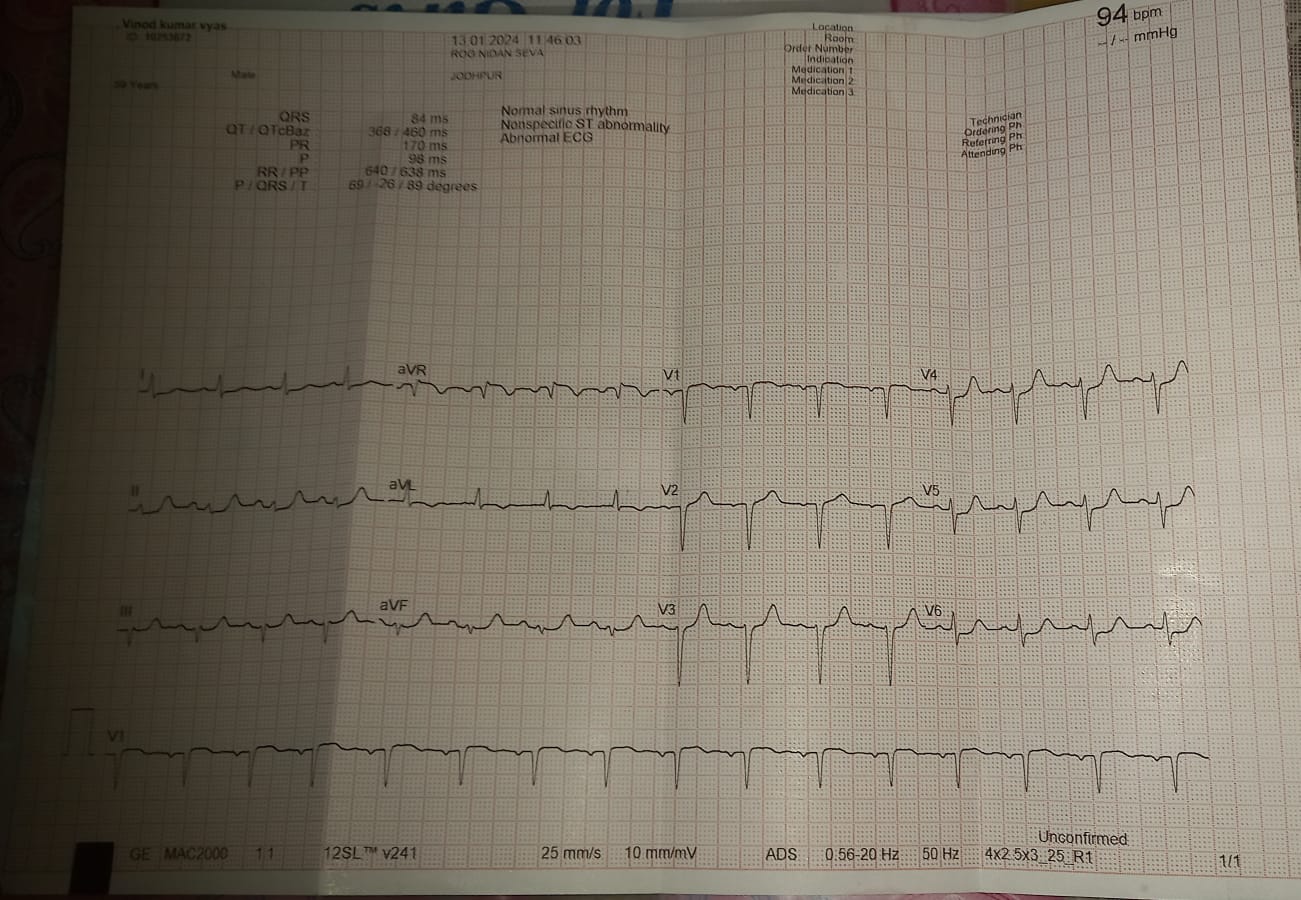 Vinod kumar vyas
ID 10253672
13 01 2024 11:46:03
ROG NIDAN SEVA
JODHPUR
Male
Years
Location
Room
Order Number
Indication
Medication 1
Medication 2
Medication 3
94 bpm
-- / -- mmHg
Technician
Ordering Ph
Referring Ph
Attending Ph
QRS 84 ms
QT / QTcBaz 368 / 460 ms
PR 170 ms
P 98 ms
RR / PP 640 / 638 ms
P / QRS / T 69 / -26 / 89 degrees
Normal sinus rhythm
Nonspecific ST abnormality
Abnormal ECG
I aVR V1 V4
II aVL V2 V5
III aVF V3 V6
V1
Unconfirmed
GE MAC2000 1.1 12SL™ v241 25 mm/s 10 mm/mV ADS 0.56-20 Hz 50 Hz 4x2.5x3_25_R1 1/1